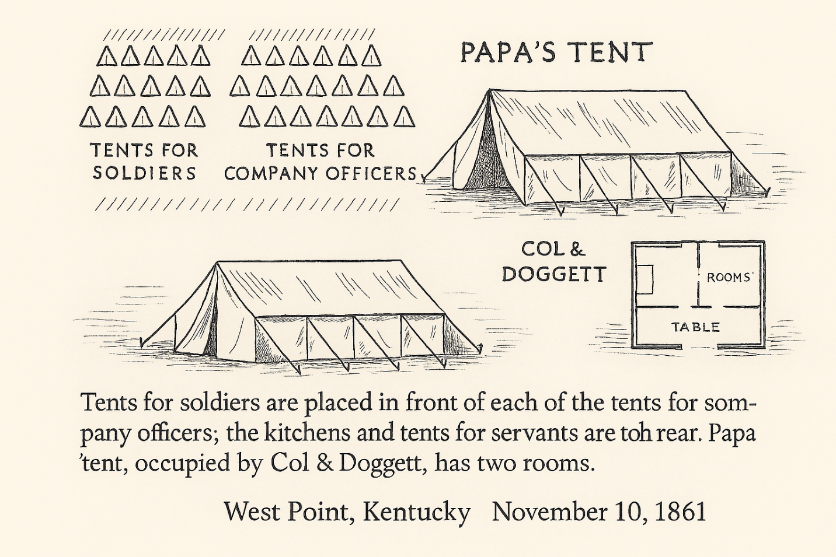 PAPA'S TENT
TENTS FOR
SOLDIERS
TENTS FOR
COMPANY OFFICERS
COL &
DOGGETT
ROOMS
TABLE
Tents for soldiers are placed in front of each of the tents for som-
pany officers; the kitchens and tents for servants are toh rear. Papa
'tent, occupied by Col & Doggett, has two rooms.
West Point, Kentucky November 10, 1861